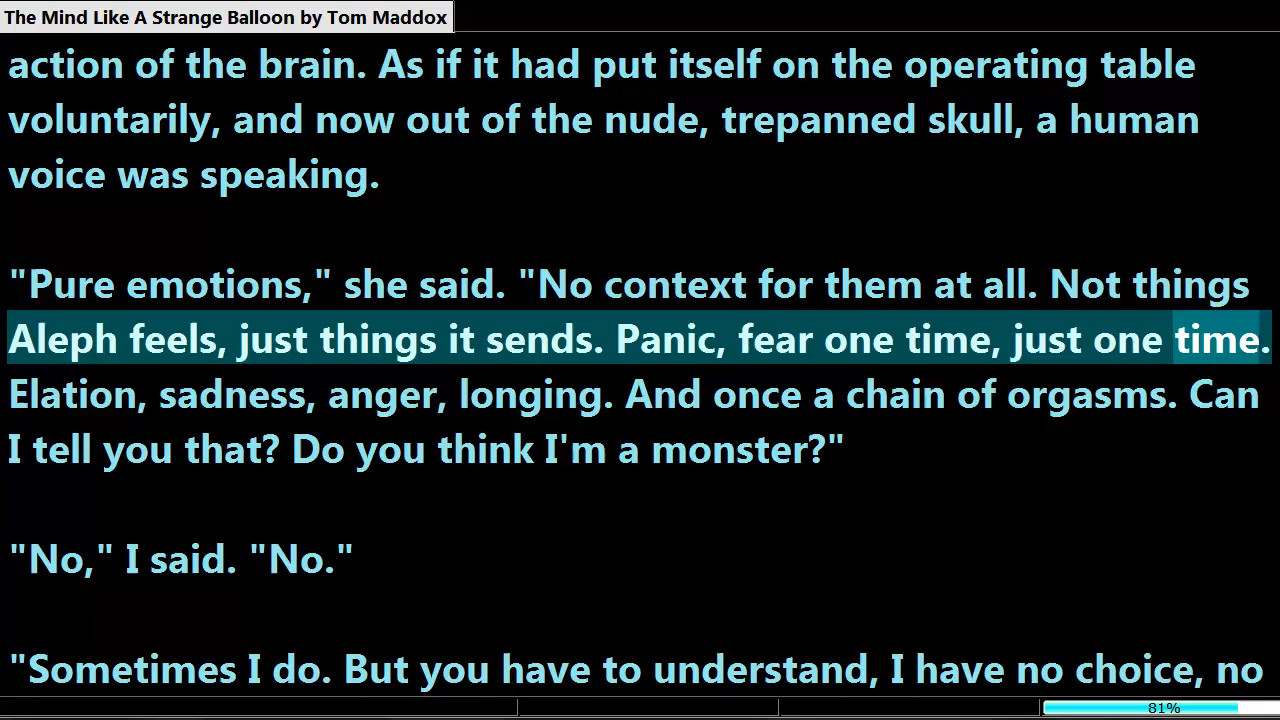 The Mind Like A Strange Balloon by Tom Maddox
action of the brain. As if it had put itself on the operating table
voluntarily, and now out of the nude, trepanned skull, a human
voice was speaking.
"Pure emotions," she said. "No context for them at all. Not things
Aleph feels, just things it sends. Panic, fear one time, just one time.
Elation, sadness, anger, longing. And once a chain of orgasms. Can
I tell you that? Do you think I'm a monster?"
"No," I said. "No."
"Sometimes I do. But you have to understand, I have no choice, no
81%